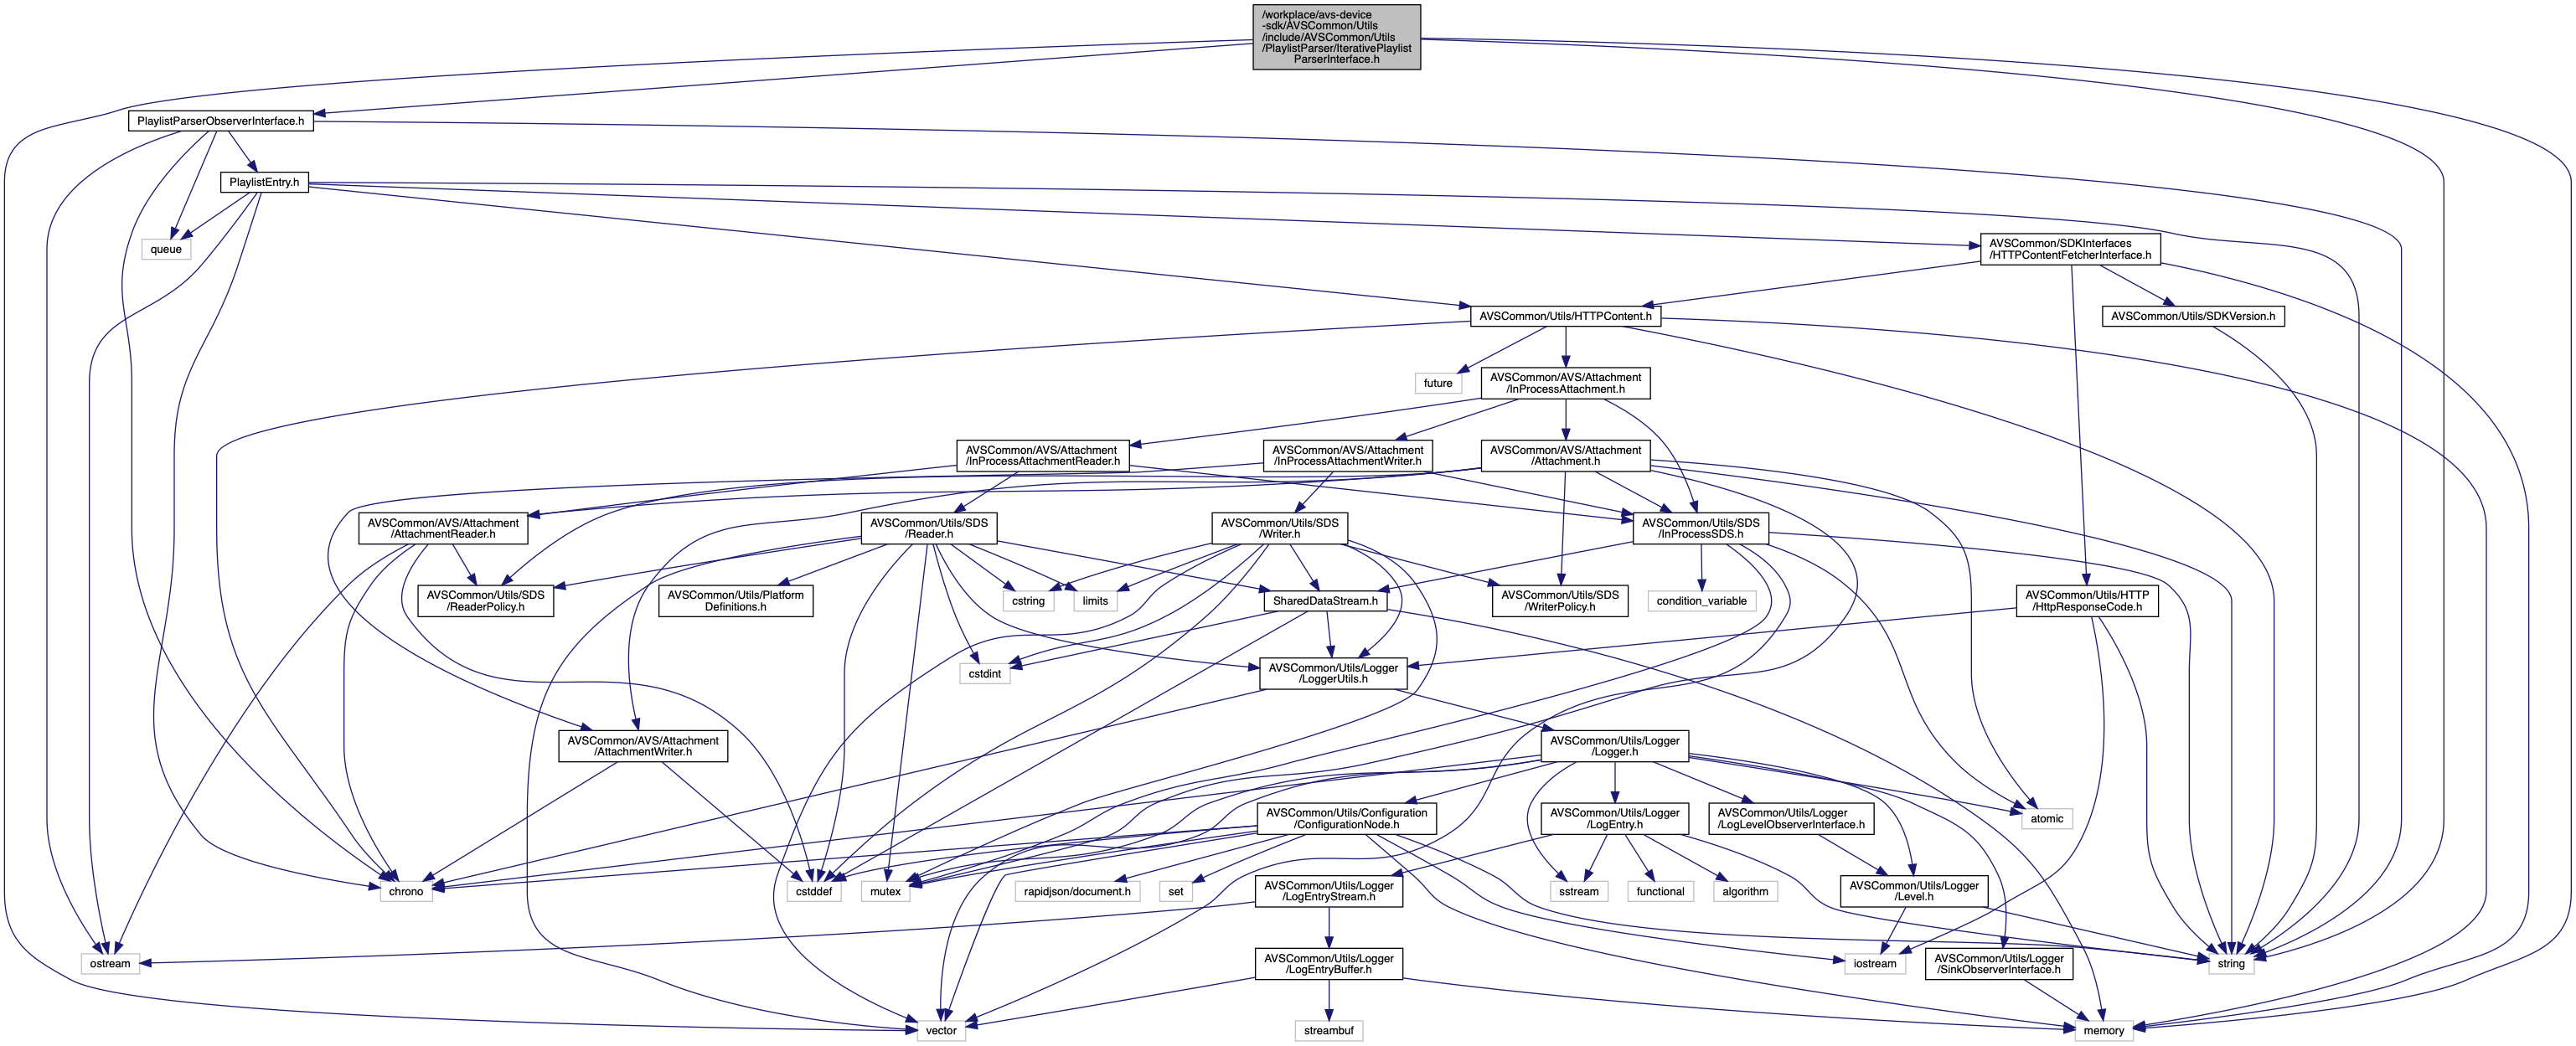 /workplace/avs-device
-sdk/AVSCommon/Utils
/include/AVSCommon/Utils
/PlaylistParser/IterativePlaylist
ParserInterface.h
PlaylistParserObserverInterface.h
PlaylistEntry.h
queue
AVSCommon/SDKInterfaces
/HTTPContentFetcherInterface.h
AVSCommon/Utils/HTTPContent.h
AVSCommon/Utils/SDKVersion.h
future
AVSCommon/AVS/Attachment
/InProcessAttachment.h
AVSCommon/AVS/Attachment
/InProcessAttachmentReader.h
AVSCommon/AVS/Attachment
/InProcessAttachmentWriter.h
AVSCommon/AVS/Attachment
/Attachment.h
AVSCommon/AVS/Attachment
/AttachmentReader.h
AVSCommon/Utils/SDS
/Reader.h
AVSCommon/Utils/SDS
/Writer.h
AVSCommon/Utils/SDS
/InProcessSDS.h
AVSCommon/Utils/SDS
/ReaderPolicy.h
AVSCommon/Utils/Platform
Definitions.h
cstring
limits
SharedDataStream.h
AVSCommon/Utils/SDS
/WriterPolicy.h
condition_variable
AVSCommon/Utils/HTTP
/HttpResponseCode.h
cstdint
AVSCommon/Utils/Logger
/LoggerUtils.h
AVSCommon/AVS/Attachment
/AttachmentWriter.h
AVSCommon/Utils/Logger
/Logger.h
AVSCommon/Utils/Configuration
/ConfigurationNode.h
AVSCommon/Utils/Logger
/LogEntry.h
AVSCommon/Utils/Logger
/LogLevelObserverInterface.h
atomic
chrono
cstddef
mutex
rapidjson/document.h
set
AVSCommon/Utils/Logger
/LogEntryStream.h
sstream
functional
algorithm
AVSCommon/Utils/Logger
/Level.h
ostream
AVSCommon/Utils/Logger
/LogEntryBuffer.h
iostream
AVSCommon/Utils/Logger
/SinkObserverInterface.h
string
vector
streambuf
memory